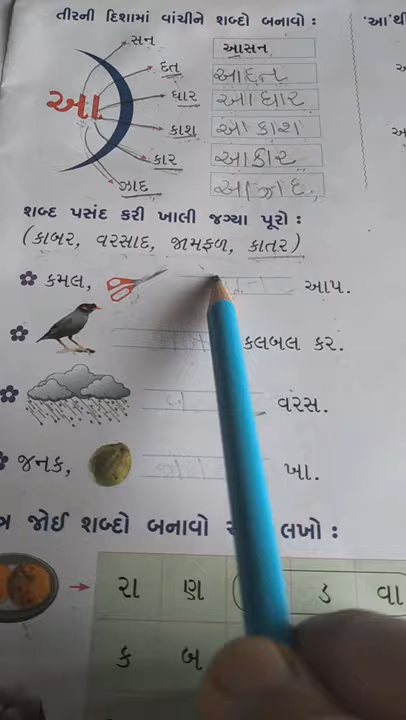 તીરની દિશામાં વાંચીને શબ્દો બનાવો :
'આ'થી
આ
સન
દત
ધાર
કાશ
કાર
ઝાદ
આસન
આદત
આધાર
આકાશ
આકાર
આઝાદ
શબ્દ પસંદ કરી ખાલી જગ્યા પૂરો :
(કાબર, વરસાદ, જામફળ, કાતર)
કમલ, આપ.
કલબલ કર.
વરસ.
જનક, ખા.
જોઈ શબ્દો બનાવો લખો :
રા ણ ડ વા
ક બ